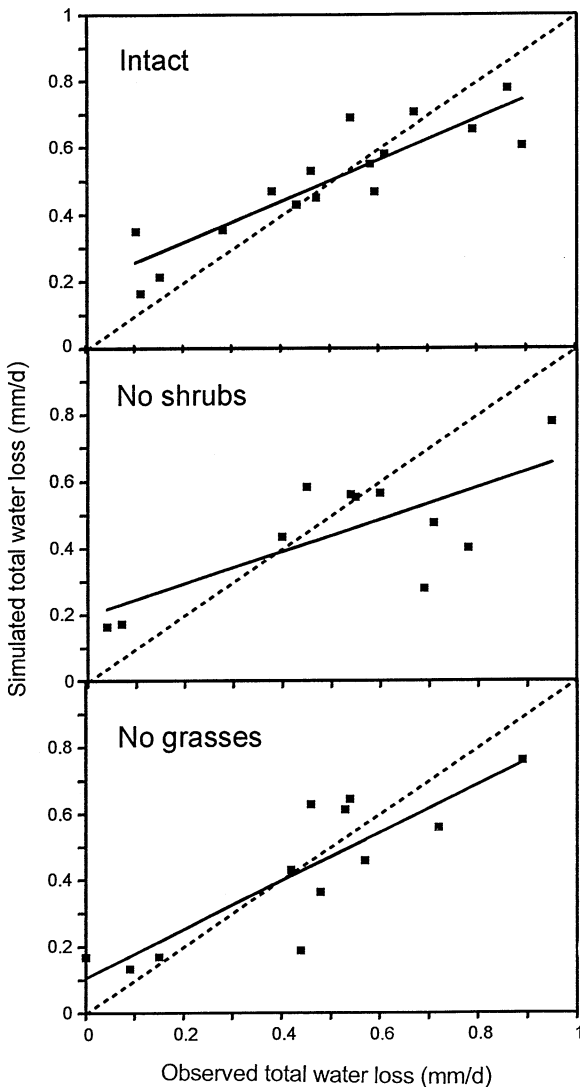 1
Intact
0.8
0.6
0.4
0.2
0
No shrubs
0.8
0.6
0.4
0.2
0
No grasses
0.8
0.6
0.4
0.2
0
0 0.2 0.4 0.6 0.8 1
Simulated total water loss (mm/d)
Observed total water loss (mm/d)